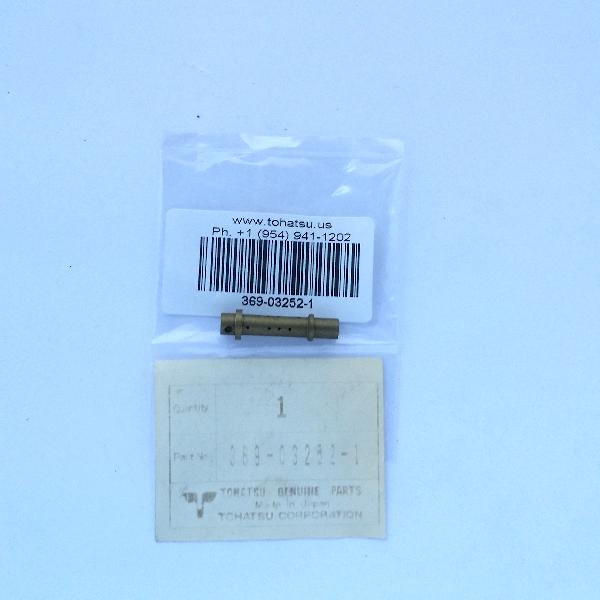 www.tohatsu.us
Ph. +1 (954) 941-1202
369-03252-1
Quantity 1
Part No. 369-03252-1
TOHATSU GENUINE PARTS
Made in Japan
TOHATSU CORPORATION